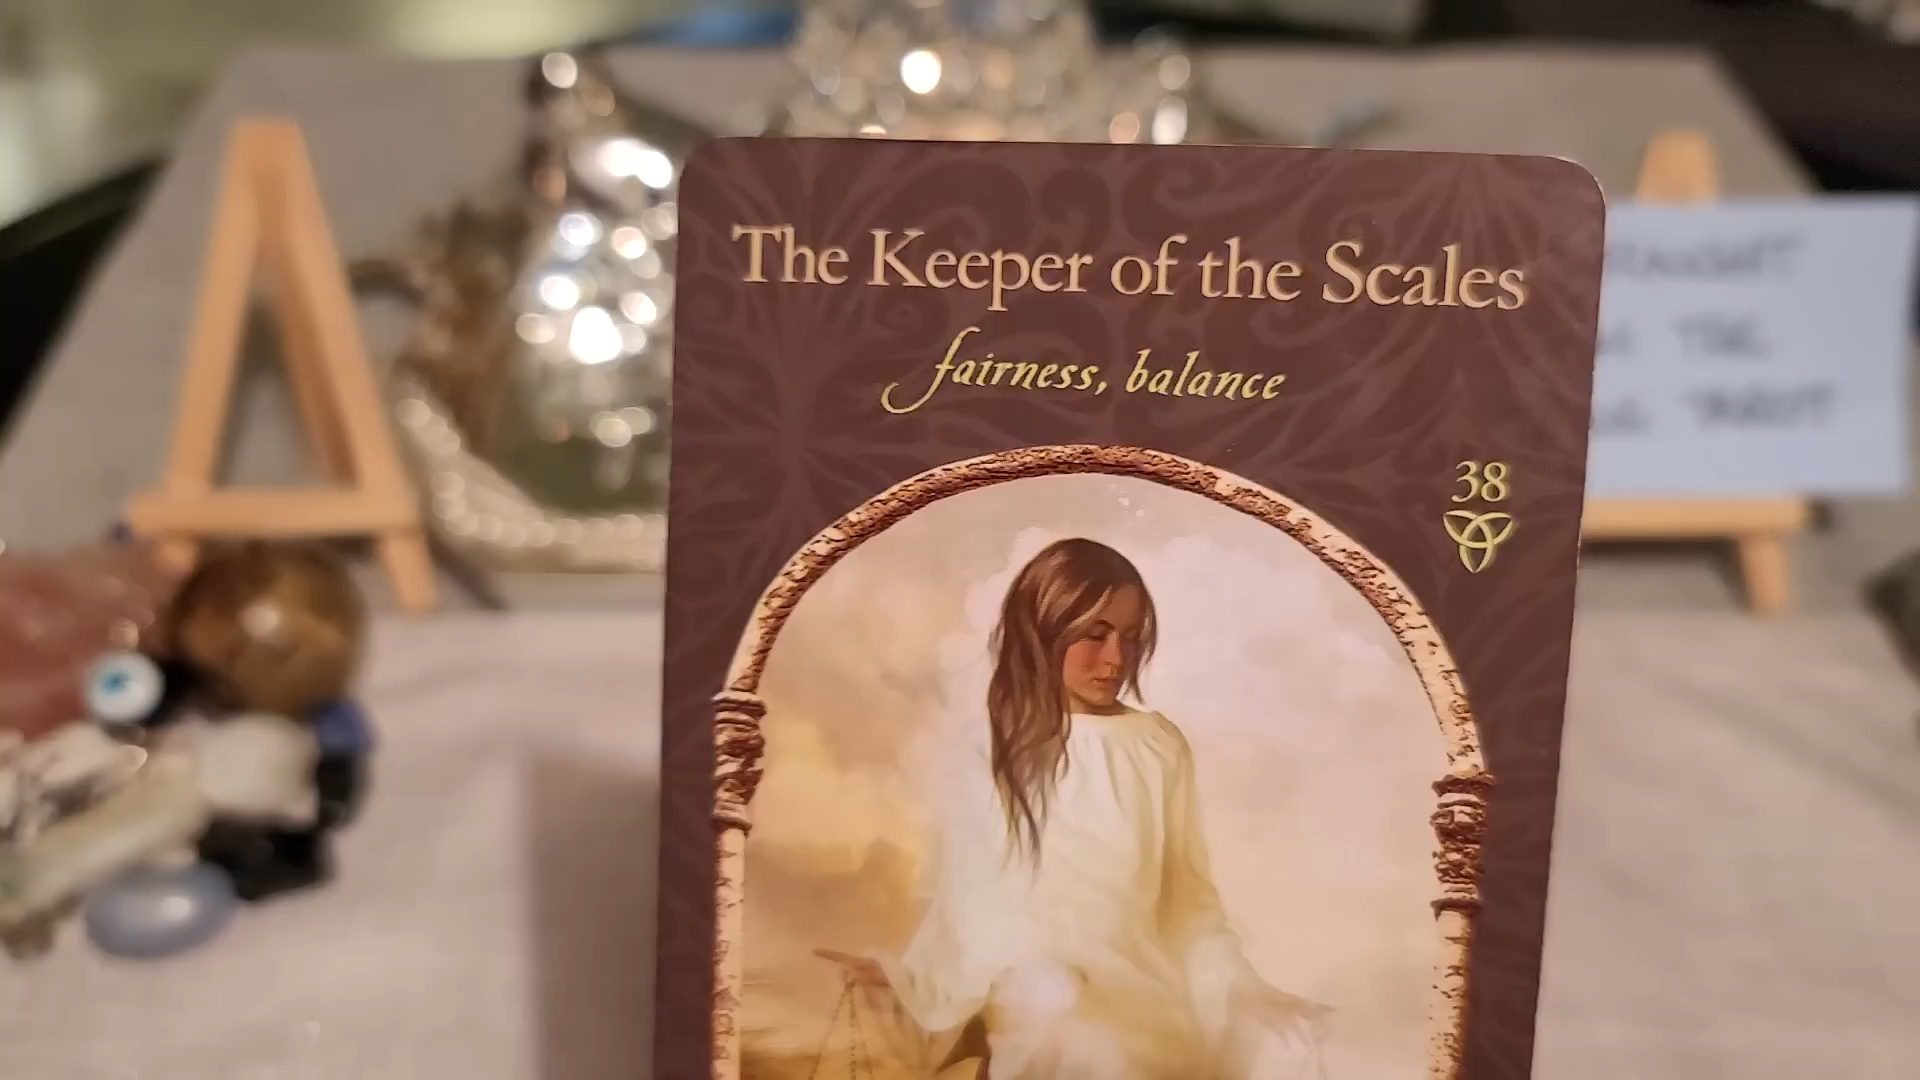 The Keeper of the Scales
fairness, balance
38